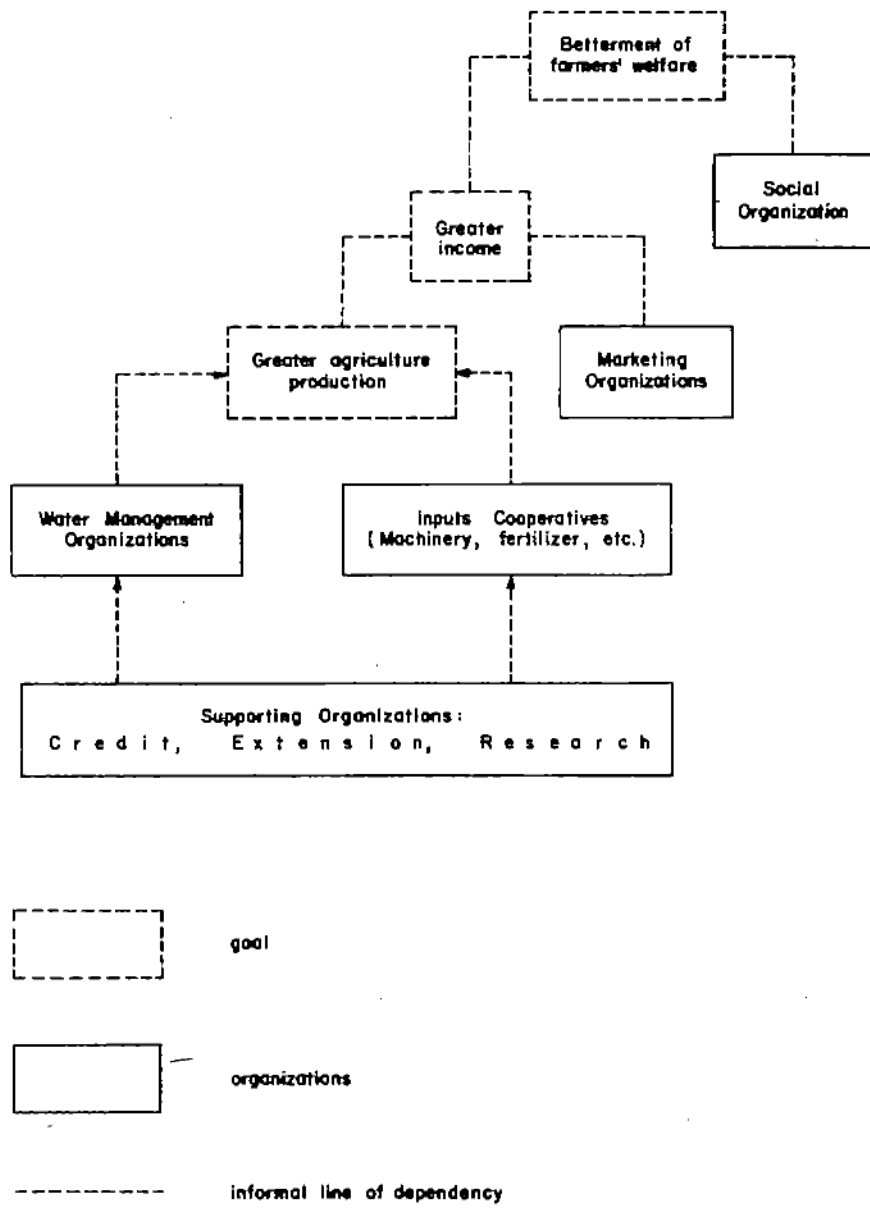 Betterment of
farmers' welfare
Social
Organization
Greater
income
Greater agriculture
production
Marketing
Organizations
Water Management
Organizations
Inputs Cooperatives
(Machinery, fertilizer, etc.)
Supporting Organizations:
Credit, Extension, Research
goal
organizations
informal line of dependency